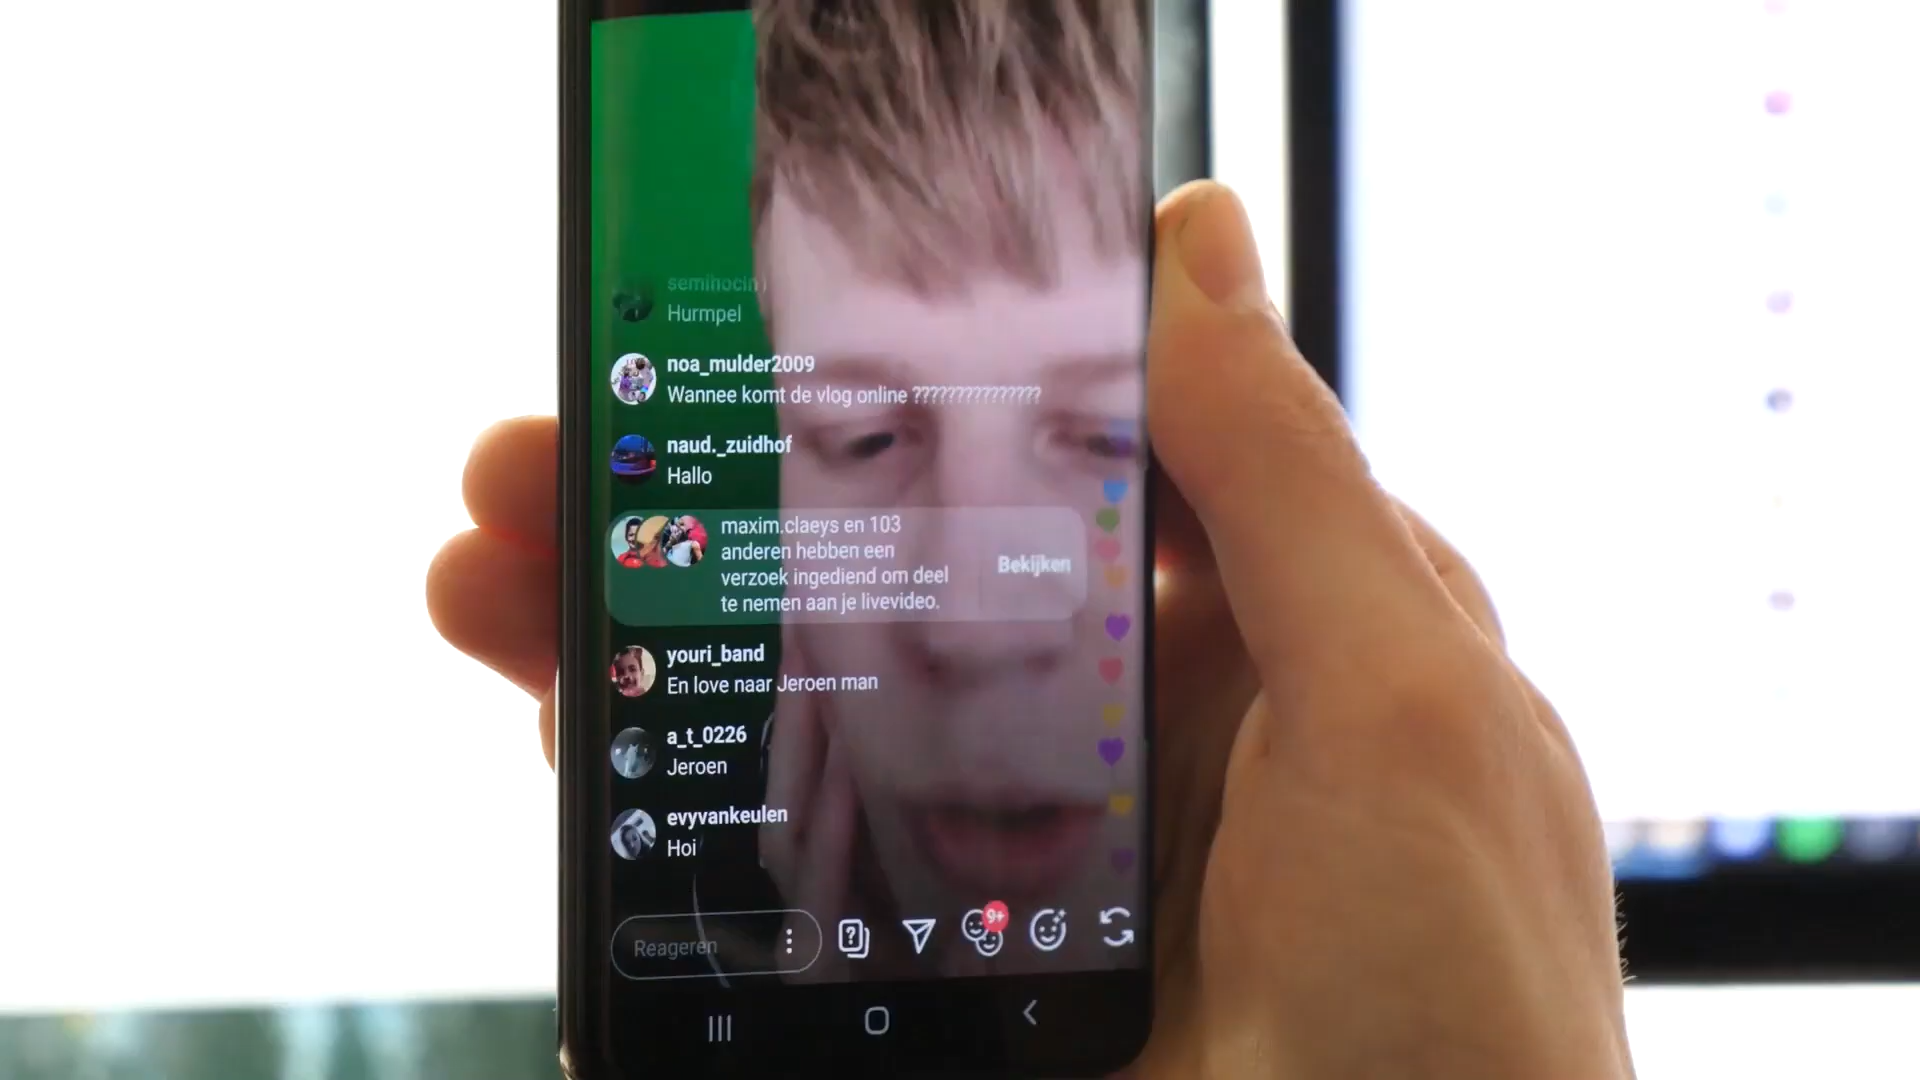 Hurmpel
noa_mulder2009
Wannee komt de vlog online ???????????????
naud._zuidhof
Hallo
maxim.claeys en 103
anderen hebben een
verzoek ingediend om deel
te nemen aan je livevideo.
Bekijken
youri_band
En love naar Jeroen man
a_t_0226
Jeroen
evyvankeulen
Hoi
9+
Reageren